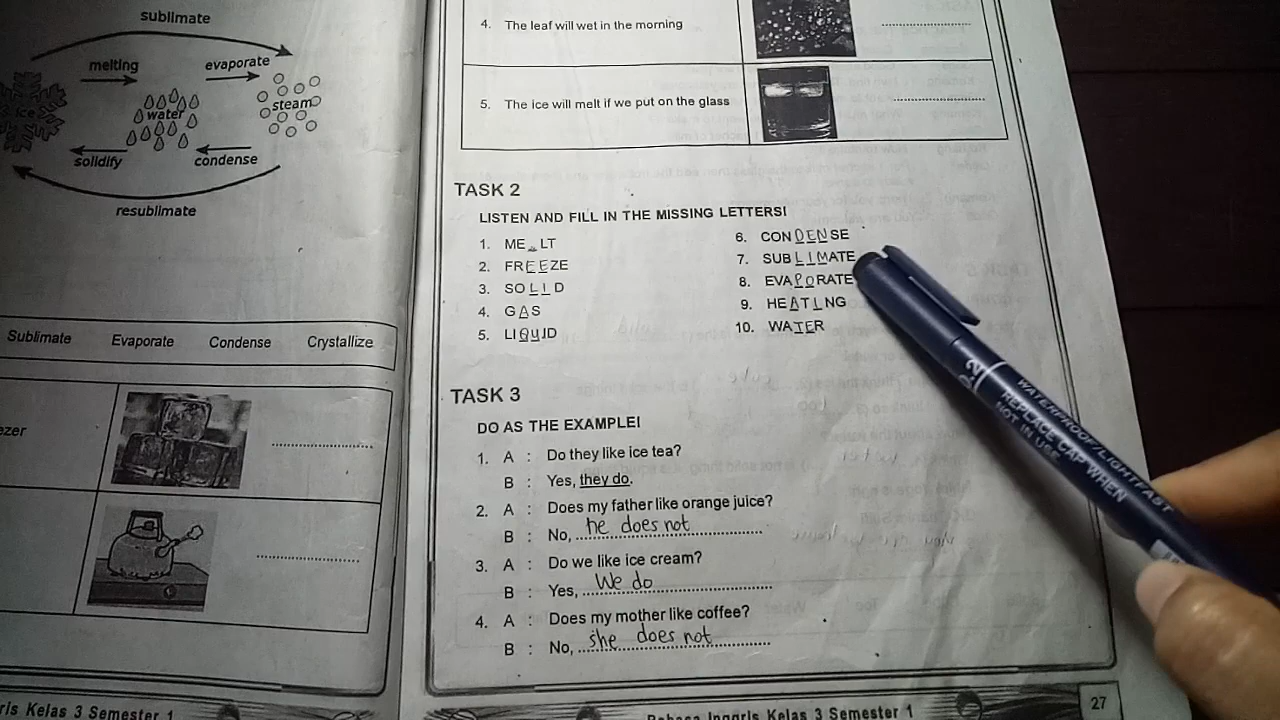 sublimate
melting
evaporate
ice
water
steam
solidify
condense
resublimate
Sublimate Evaporate Condense Crystallize
ezer
4. The leaf will wet in the morning
5. The ice will melt if we put on the glass
TASK 2
LISTEN AND FILL IN THE MISSING LETTERS!
1. ME_LT
2. FREEZE
3. SOLID
4. GAS
5. LIQUID
6. CONDENSE
7. SUBLIMATE
8. EVAPORATE
9. HEATING
10. WATER
TASK 3
DO AS THE EXAMPLE!
1. A : Do they like ice tea?
B : Yes, they do.
2. A : Does my father like orange juice?
B : No, he does not
3. A : Do we like ice cream?
B : Yes, We do
4. A : Does my mother like coffee?
B : No, she does not
ris Kelas 3 Semester 1
Bahasa Inggris Kelas 3 Semester 1
27
0.2
WATERPROOF/LIGHTFAST
REPLACE CAP WHEN
NOT IN USE